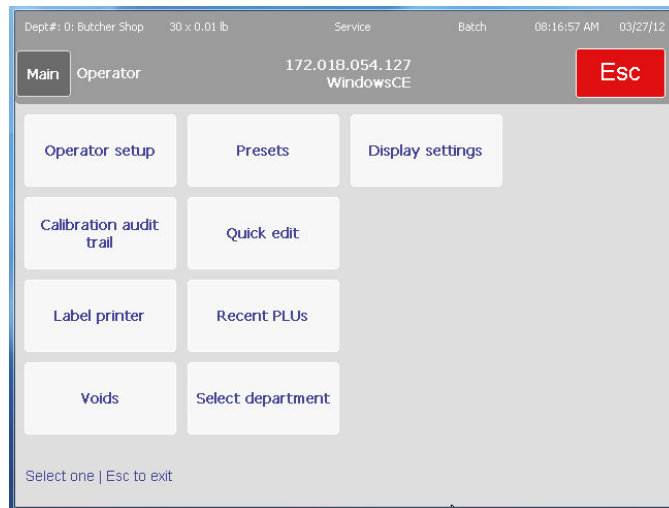 Dept#: 0: Butcher Shop 30 x 0.01 lb Service Batch 08:16:57 AM 03/27/12
Main Operator 172.018.054.127 Esc
WindowsCE
Operator setup Presets Display settings
Calibration audit Quick edit
trail
Label printer Recent PLUs
Voids Select department
Select one | Esc to exit